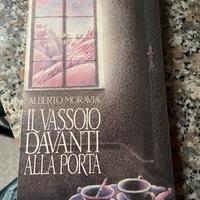 ALBERTO MORAVIA
IL VASSOIO
DAVANTI
ALLA PORTA